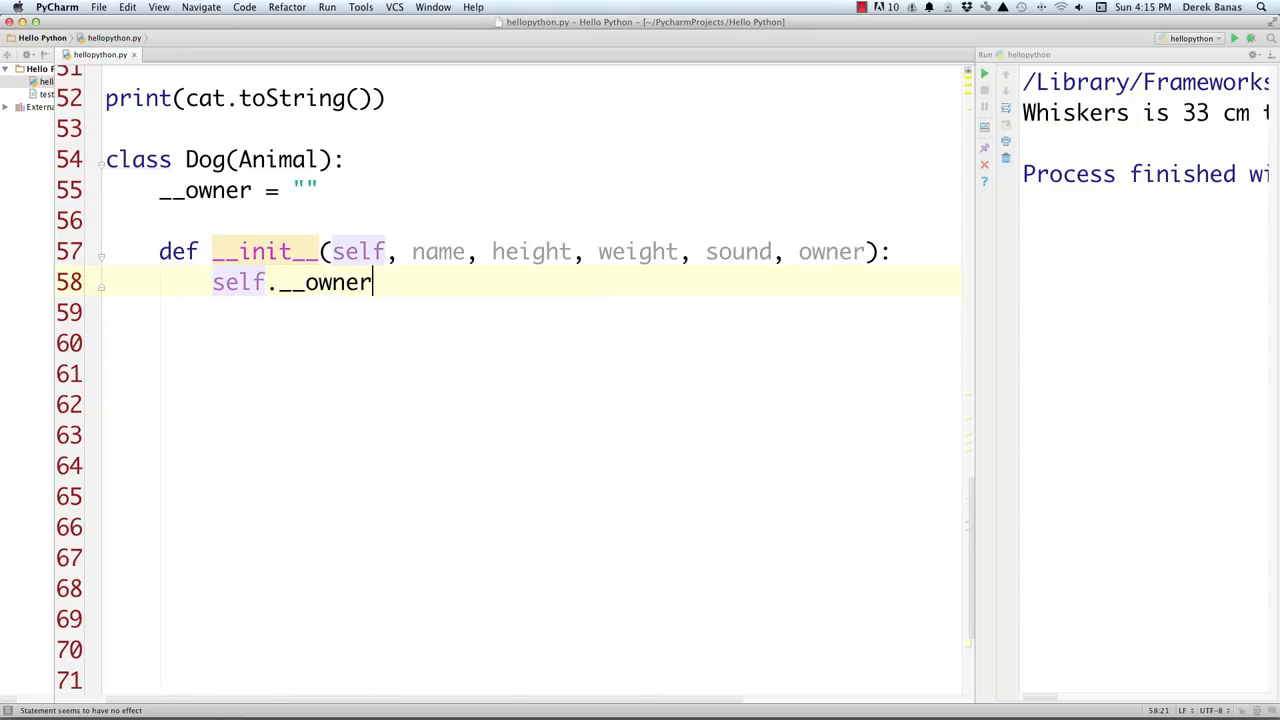 PyCharm File Edit View Navigate Code Refactor Run Tools VCS Window Help 10 Sun 4:15 PM Derek Banas
hellopython.py - Hello Python - [~/PycharmProjects/Hello Python]
Hello Python hellopython.py hellopython
hellopython.py Run hellopython
Hello P
hell
test
Externa
51
52 print(cat.toString())
53
54 class Dog(Animal):
55 __owner = ""
56
57 def __init__(self, name, height, weight, sound, owner):
58 self.__owner
59
60
61
62
63
64
65
66
67
68
69
70
71
/Library/Frameworks
Whiskers is 33 cm t
Process finished wi
Statement seems to have no effect 58:21 LF UTF-8